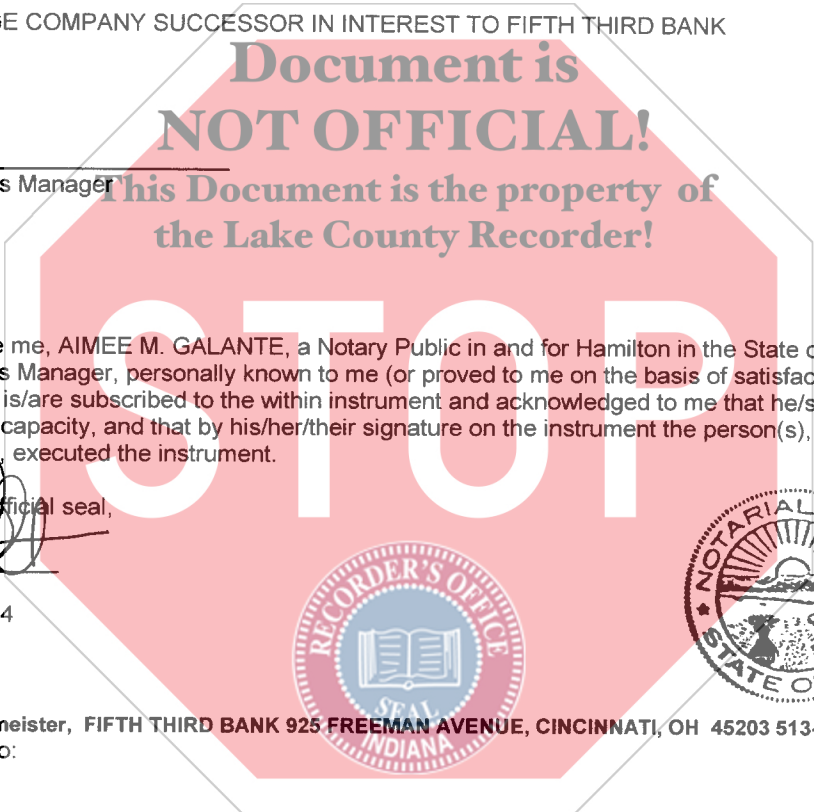 GE COMPANY SUCCESSOR IN INTEREST TO FIFTH THIRD BANK
Document is
NOT OFFICIAL!
s Manager
This Document is the property of
the Lake County Recorder!
STOP
e me, AIMEE M. GALANTE, a Notary Public in and for Hamilton in the State o
s Manager, personally known to me (or proved to me on the basis of satisfac
is/are subscribed to the within instrument and acknowledged to me that he/s
capacity, and that by his/her/their signature on the instrument the person(s),
, executed the instrument.
fficial seal,
NOTARIAL
STATE O
4
RECORDER'S OFFICE
SEAL
INDIANA
meister, FIFTH THIRD BANK 925 FREEMAN AVENUE, CINCINNATI, OH 45203 513-
o: